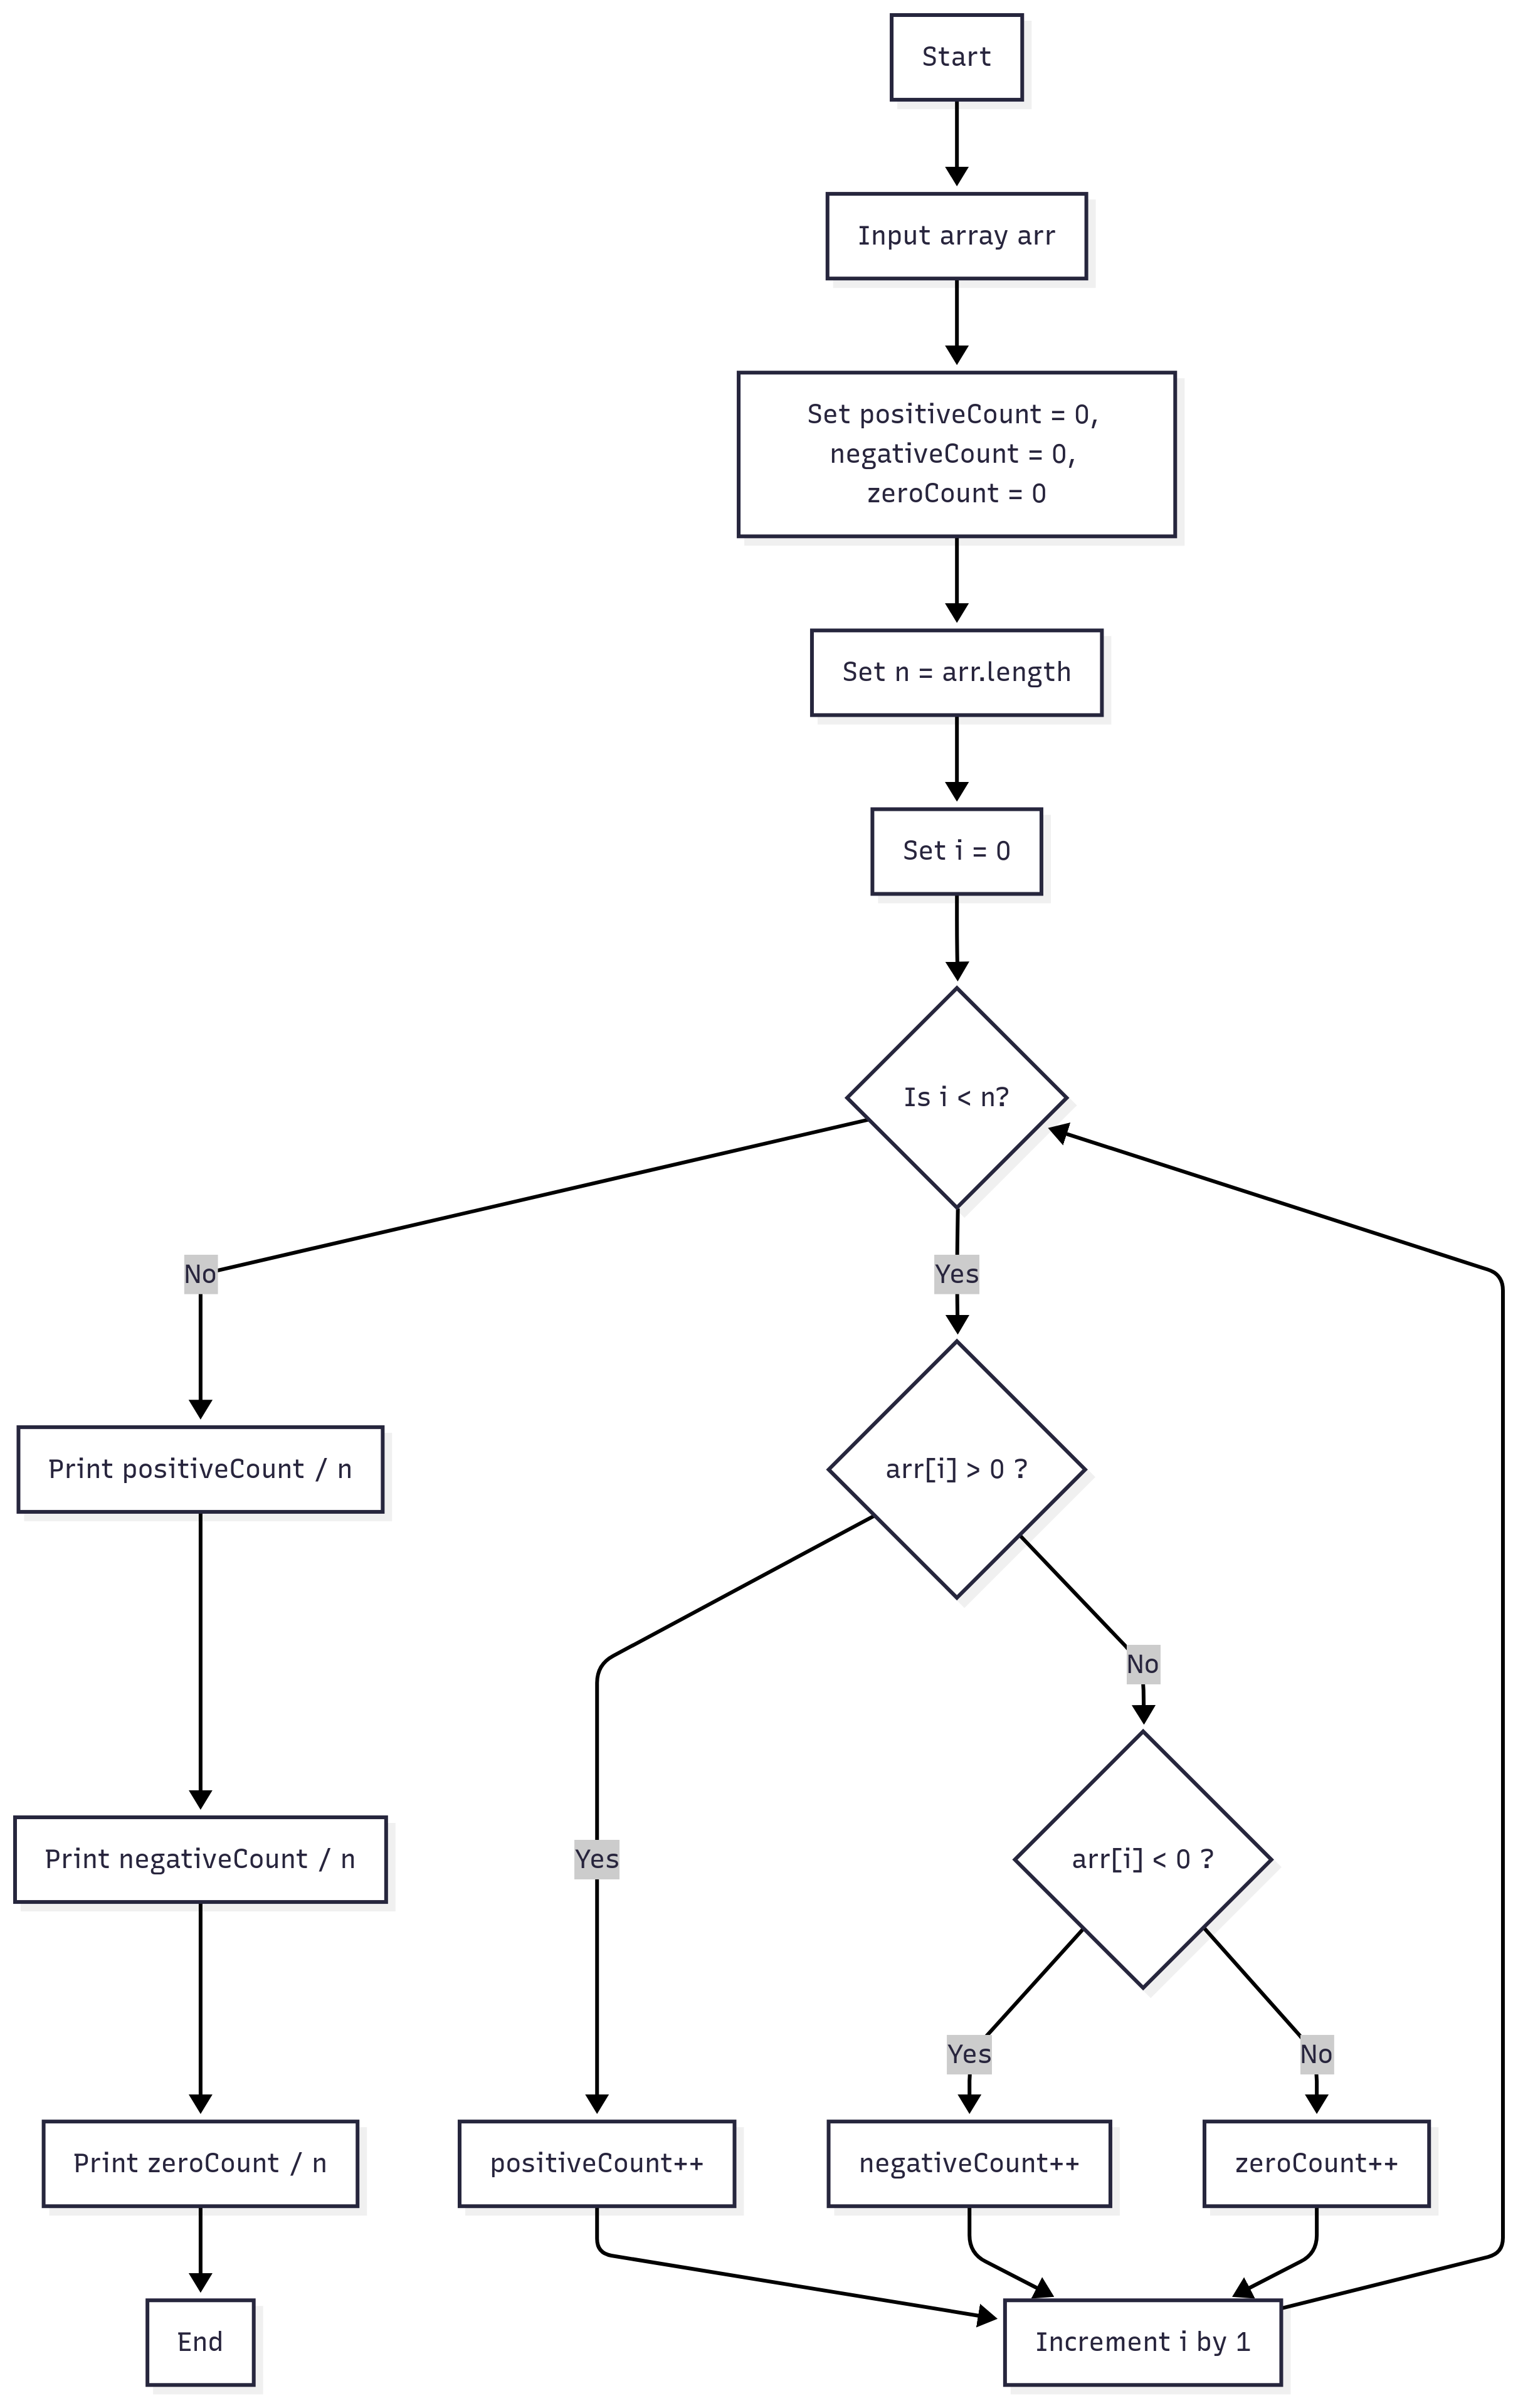 Start
Input array arr
Set positiveCount = 0,
negativeCount = 0,
zeroCount = 0
Set n = arr.length
Set i = 0
Is i < n?
No
Yes
Print positiveCount / n
arr[i] > 0 ?
No
Print negativeCount / n
Yes
arr[i] < 0 ?
Yes
No
Print zeroCount / n
positiveCount++
negativeCount++
zeroCount++
End
Increment i by 1